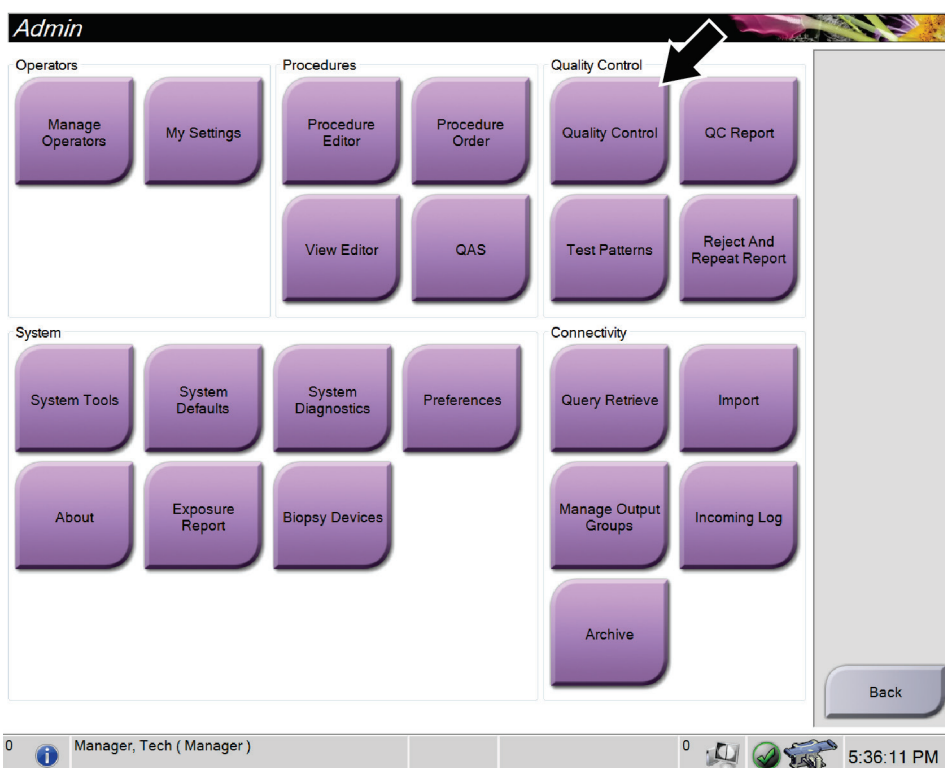 Admin
Operators
Procedures
Quality Control
Manage
Operators
My Settings
Procedure
Editor
Procedure
Order
Quality Control
QC Report
View Editor
QAS
Test Patterns
Reject And
Repeat Report
System
Connectivity
System Tools
System
Defaults
System
Diagnostics
Preferences
Query Retrieve
Import
About
Exposure
Report
Biopsy Devices
Manage Output
Groups
Incoming Log
Archive
Back
0
Manager, Tech ( Manager )
0
5:36:11 PM